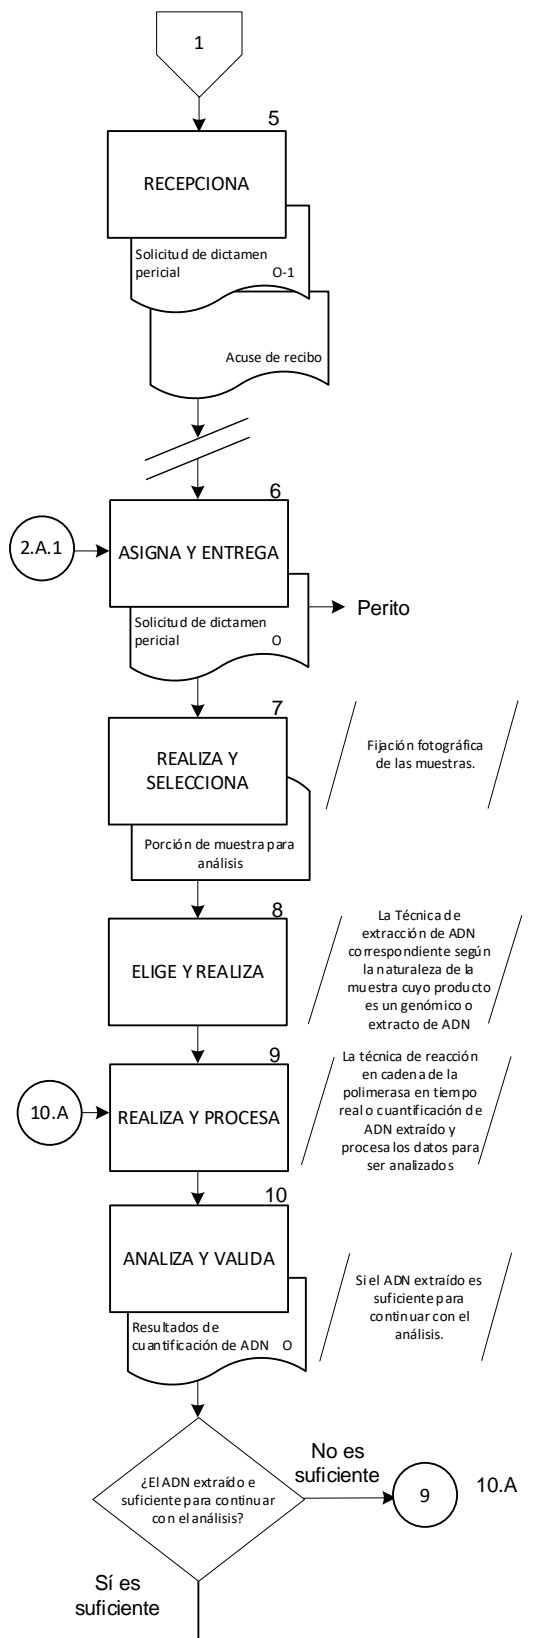 1
5
RECEPCIONA
Solicitud de dictamen
pericial O-1
Acuse de recibo
6
2.A.1
ASIGNA Y ENTREGA
Perito
Solicitud de dictamen
pericial O
7
REALIZA Y
SELECCIONA
Fijación fotográfica
de las muestras.
Porción de muestra para
análisis
8
ELIGE Y REALIZA
La Técnica de
extracción de ADN
correspondiente según
la naturaleza de la
muestra cuyo producto
es un genómico o
extracto de ADN
9
10.A
REALIZA Y PROCESA
La técnica de reacción
en cadena de la
polimerasa en tiempo
real o cuantificación de
ADN extraído y
procesa los datos para
ser analizados
10
ANALIZA Y VALIDA
Si el ADN extraído es
suficiente para
continuar con el
análisis.
Resultados de
cuantificación de ADN O
¿El ADN extraído e
suficiente para continuar
con el análisis?
No es
suficiente
9
10.A
Sí es
suficiente